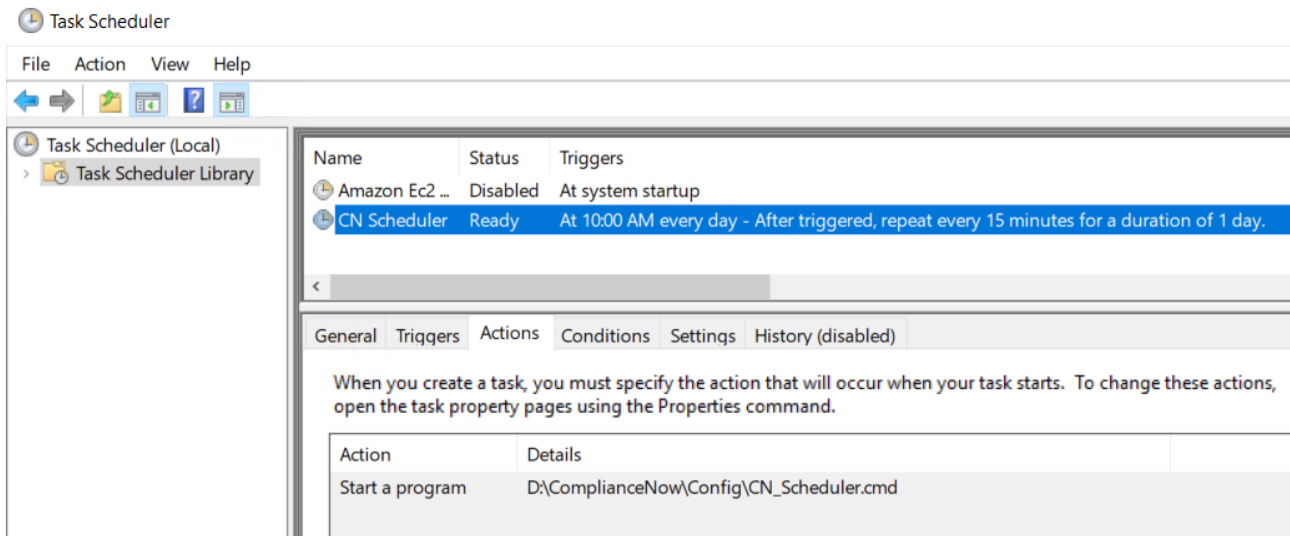 Task Scheduler
File Action View Help
Task Scheduler (Local)
Task Scheduler Library
Name Status Triggers
Amazon Ec2 ... Disabled At system startup
CN Scheduler Ready At 10:00 AM every day - After triggered, repeat every 15 minutes for a duration of 1 day.
General Triggers Actions Conditions Settings History (disabled)
When you create a task, you must specify the action that will occur when your task starts. To change these actions,
open the task property pages using the Properties command.
Action Details
Start a program D:\ComplianceNow\Config\CN_Scheduler.cmd